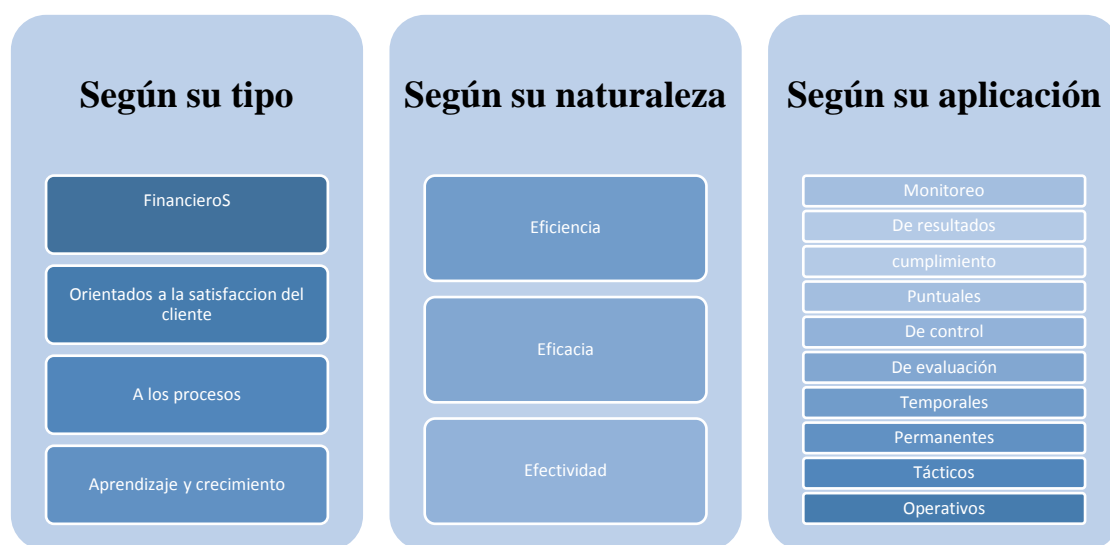 Según su tipo
FinancieroS
Orientados a la satisfaccion del
cliente
A los procesos
Aprendizaje y crecimiento
Según su naturaleza
Eficiencia
Eficacia
Efectividad
Según su aplicación
Monitoreo
De resultados
cumplimiento
Puntuales
De control
De evaluación
Temporales
Permanentes
Tácticos
Operativos